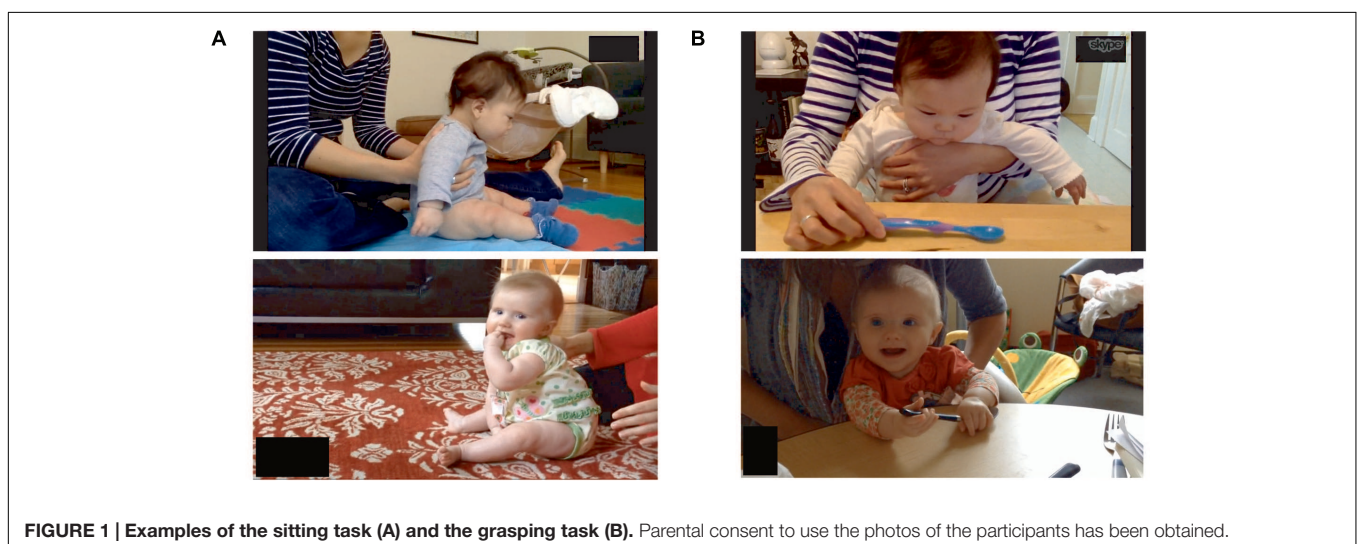 A
B
skype
FIGURE 1 | Examples of the sitting task (A) and the grasping task (B). Parental consent to use the photos of the participants has been obtained.